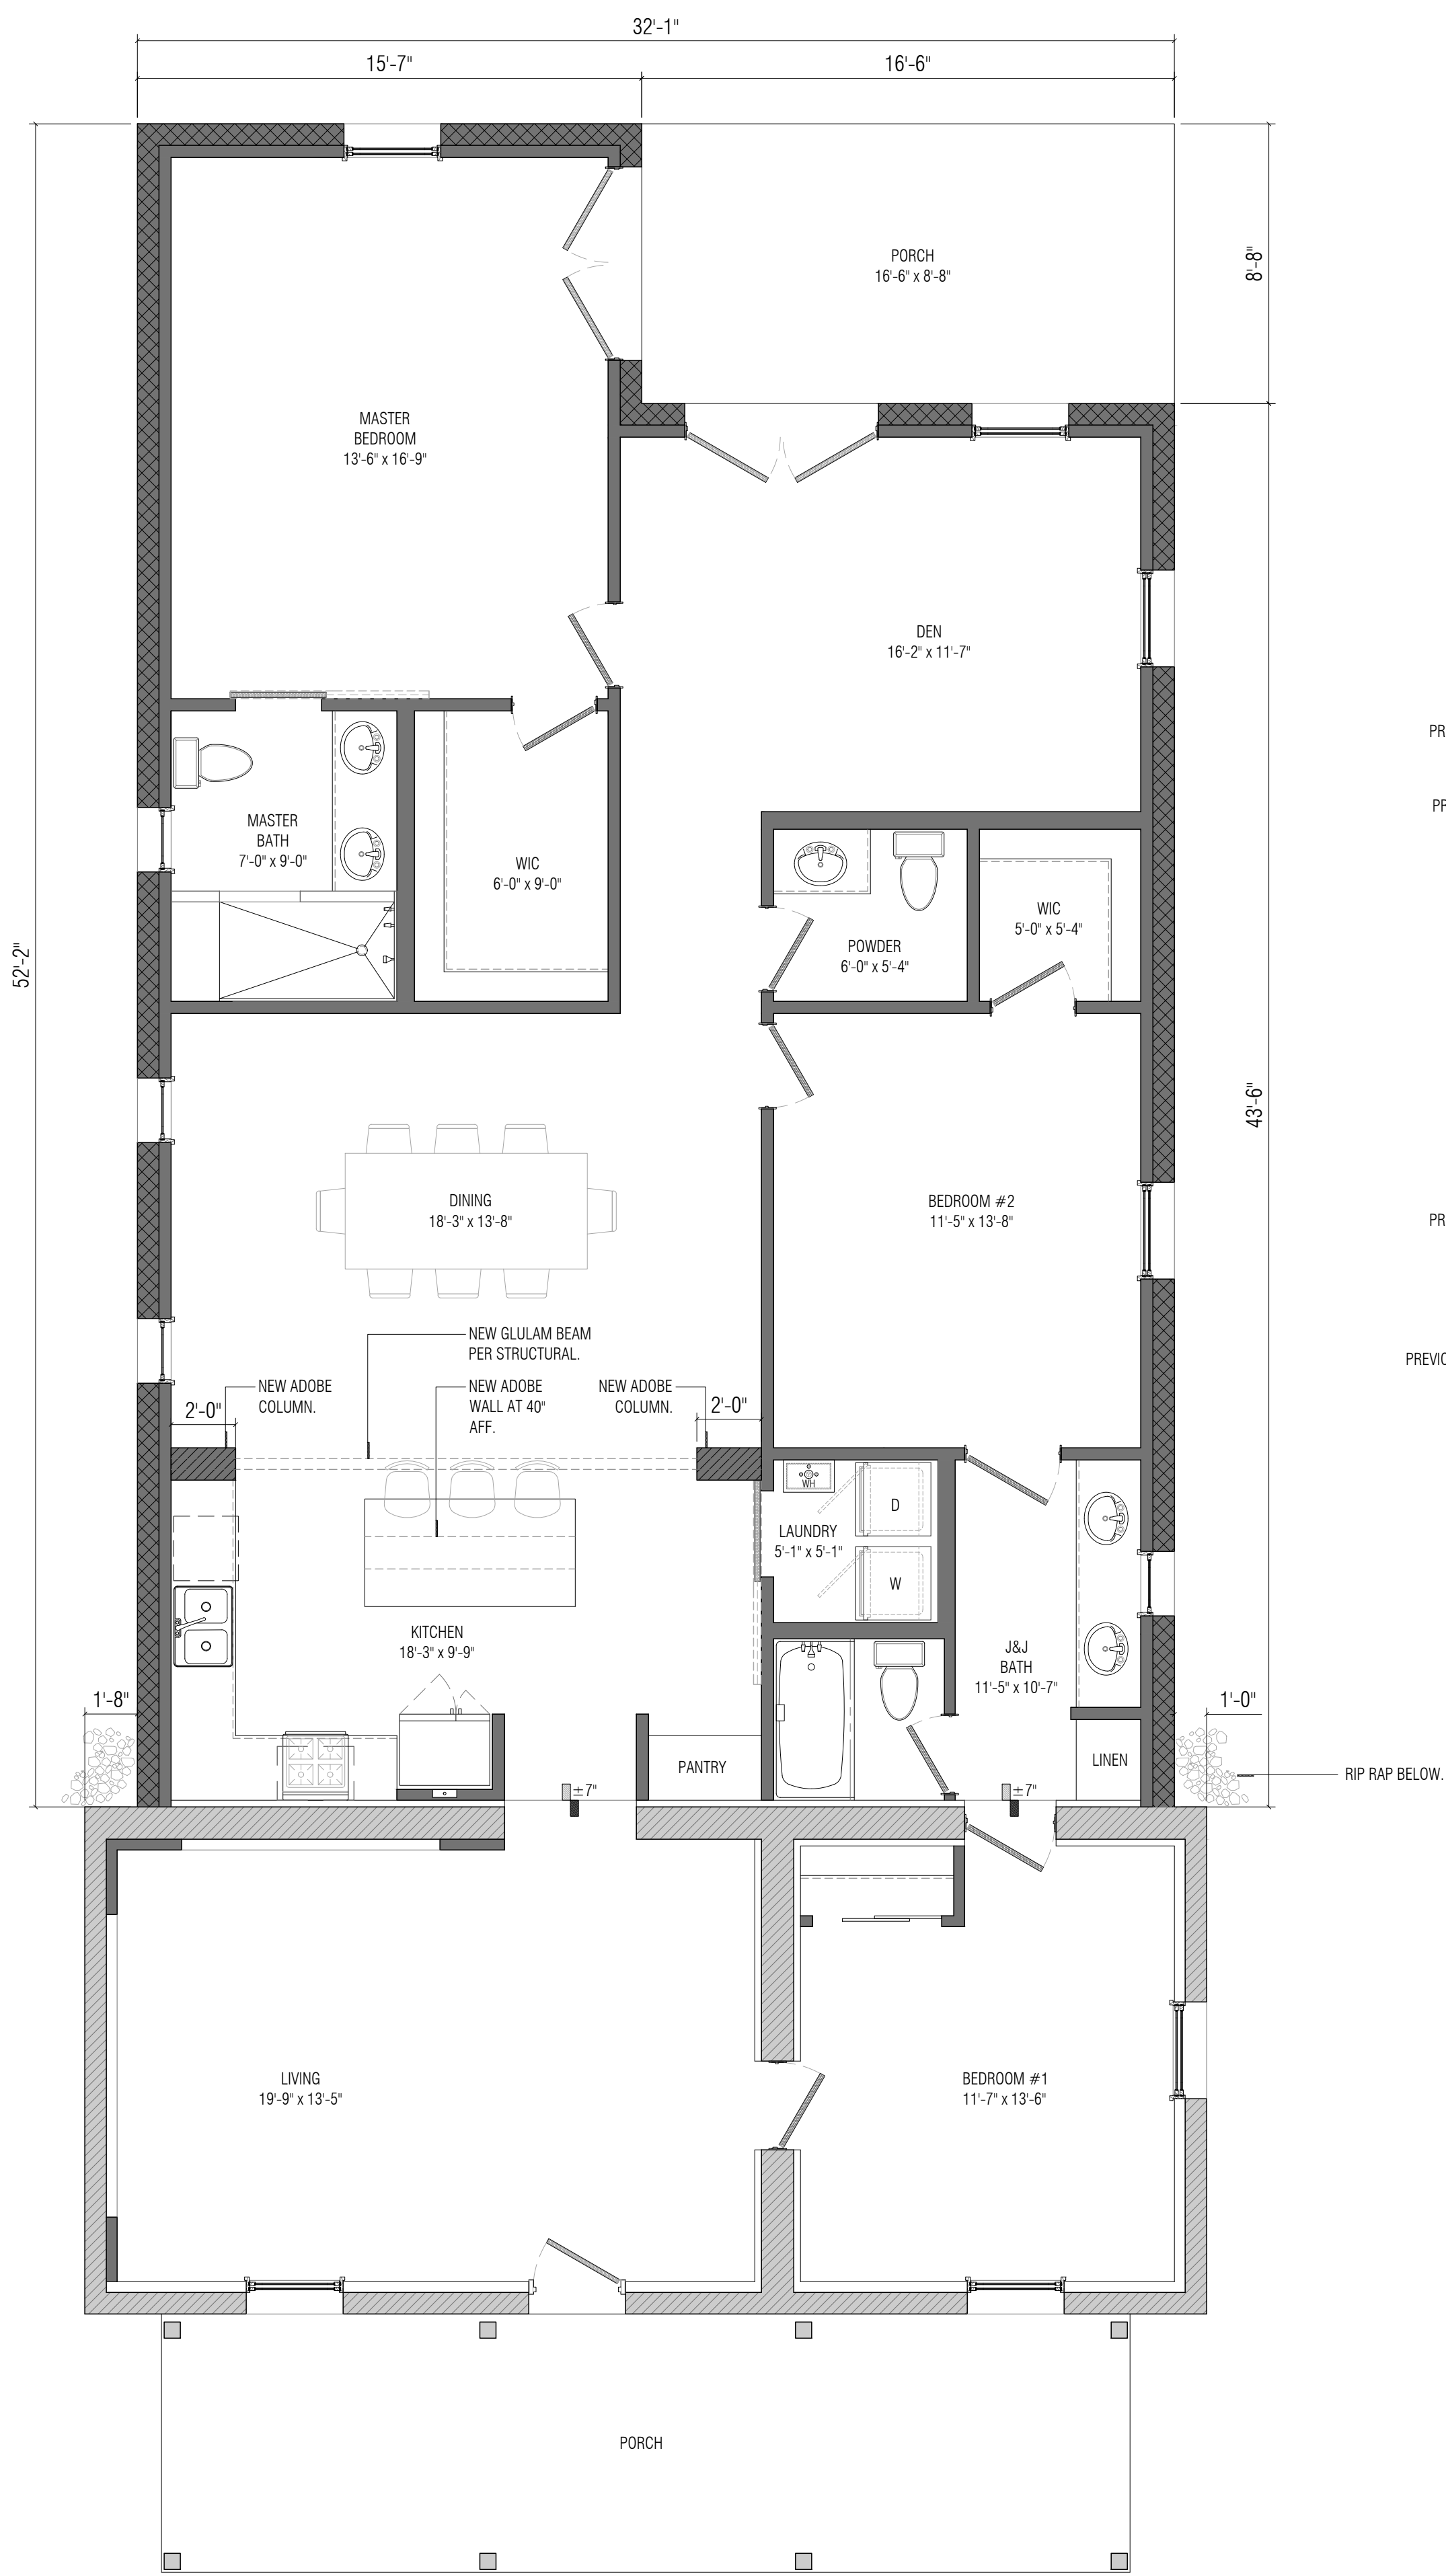 32'-1"
15'-7"
16'-6"
8'-8"
PORCH
16'-6" x 8'-8"
MASTER
BEDROOM
13'-6" x 16'-9"
DEN
16'-2" x 11'-7"
PR
PR
MASTER
BATH
7'-0" x 9'-0"
WIC
6'-0" x 9'-0"
WIC
5'-0" x 5'-4"
POWDER
6'-0" x 5'-4"
52'-2"
43'-6"
DINING
18'-3" x 13'-8"
BEDROOM #2
11'-5" x 13'-8"
PR
NEW GLULAM BEAM
PER STRUCTURAL.
PREVIO
NEW ADOBE
COLUMN.
NEW ADOBE
WALL AT 40"
AFF.
NEW ADOBE
COLUMN.
2'-0"
2'-0"
WH
D
LAUNDRY
5'-1" x 5'-1"
W
KITCHEN
18'-3" x 9'-9"
J&J
BATH
11'-5" x 10'-7"
1'-8"
1'-0"
PANTRY
LINEN
RIP RAP BELOW.
±7"
±7"
LIVING
19'-9" x 13'-5"
BEDROOM #1
11'-7" x 13'-6"
PORCH